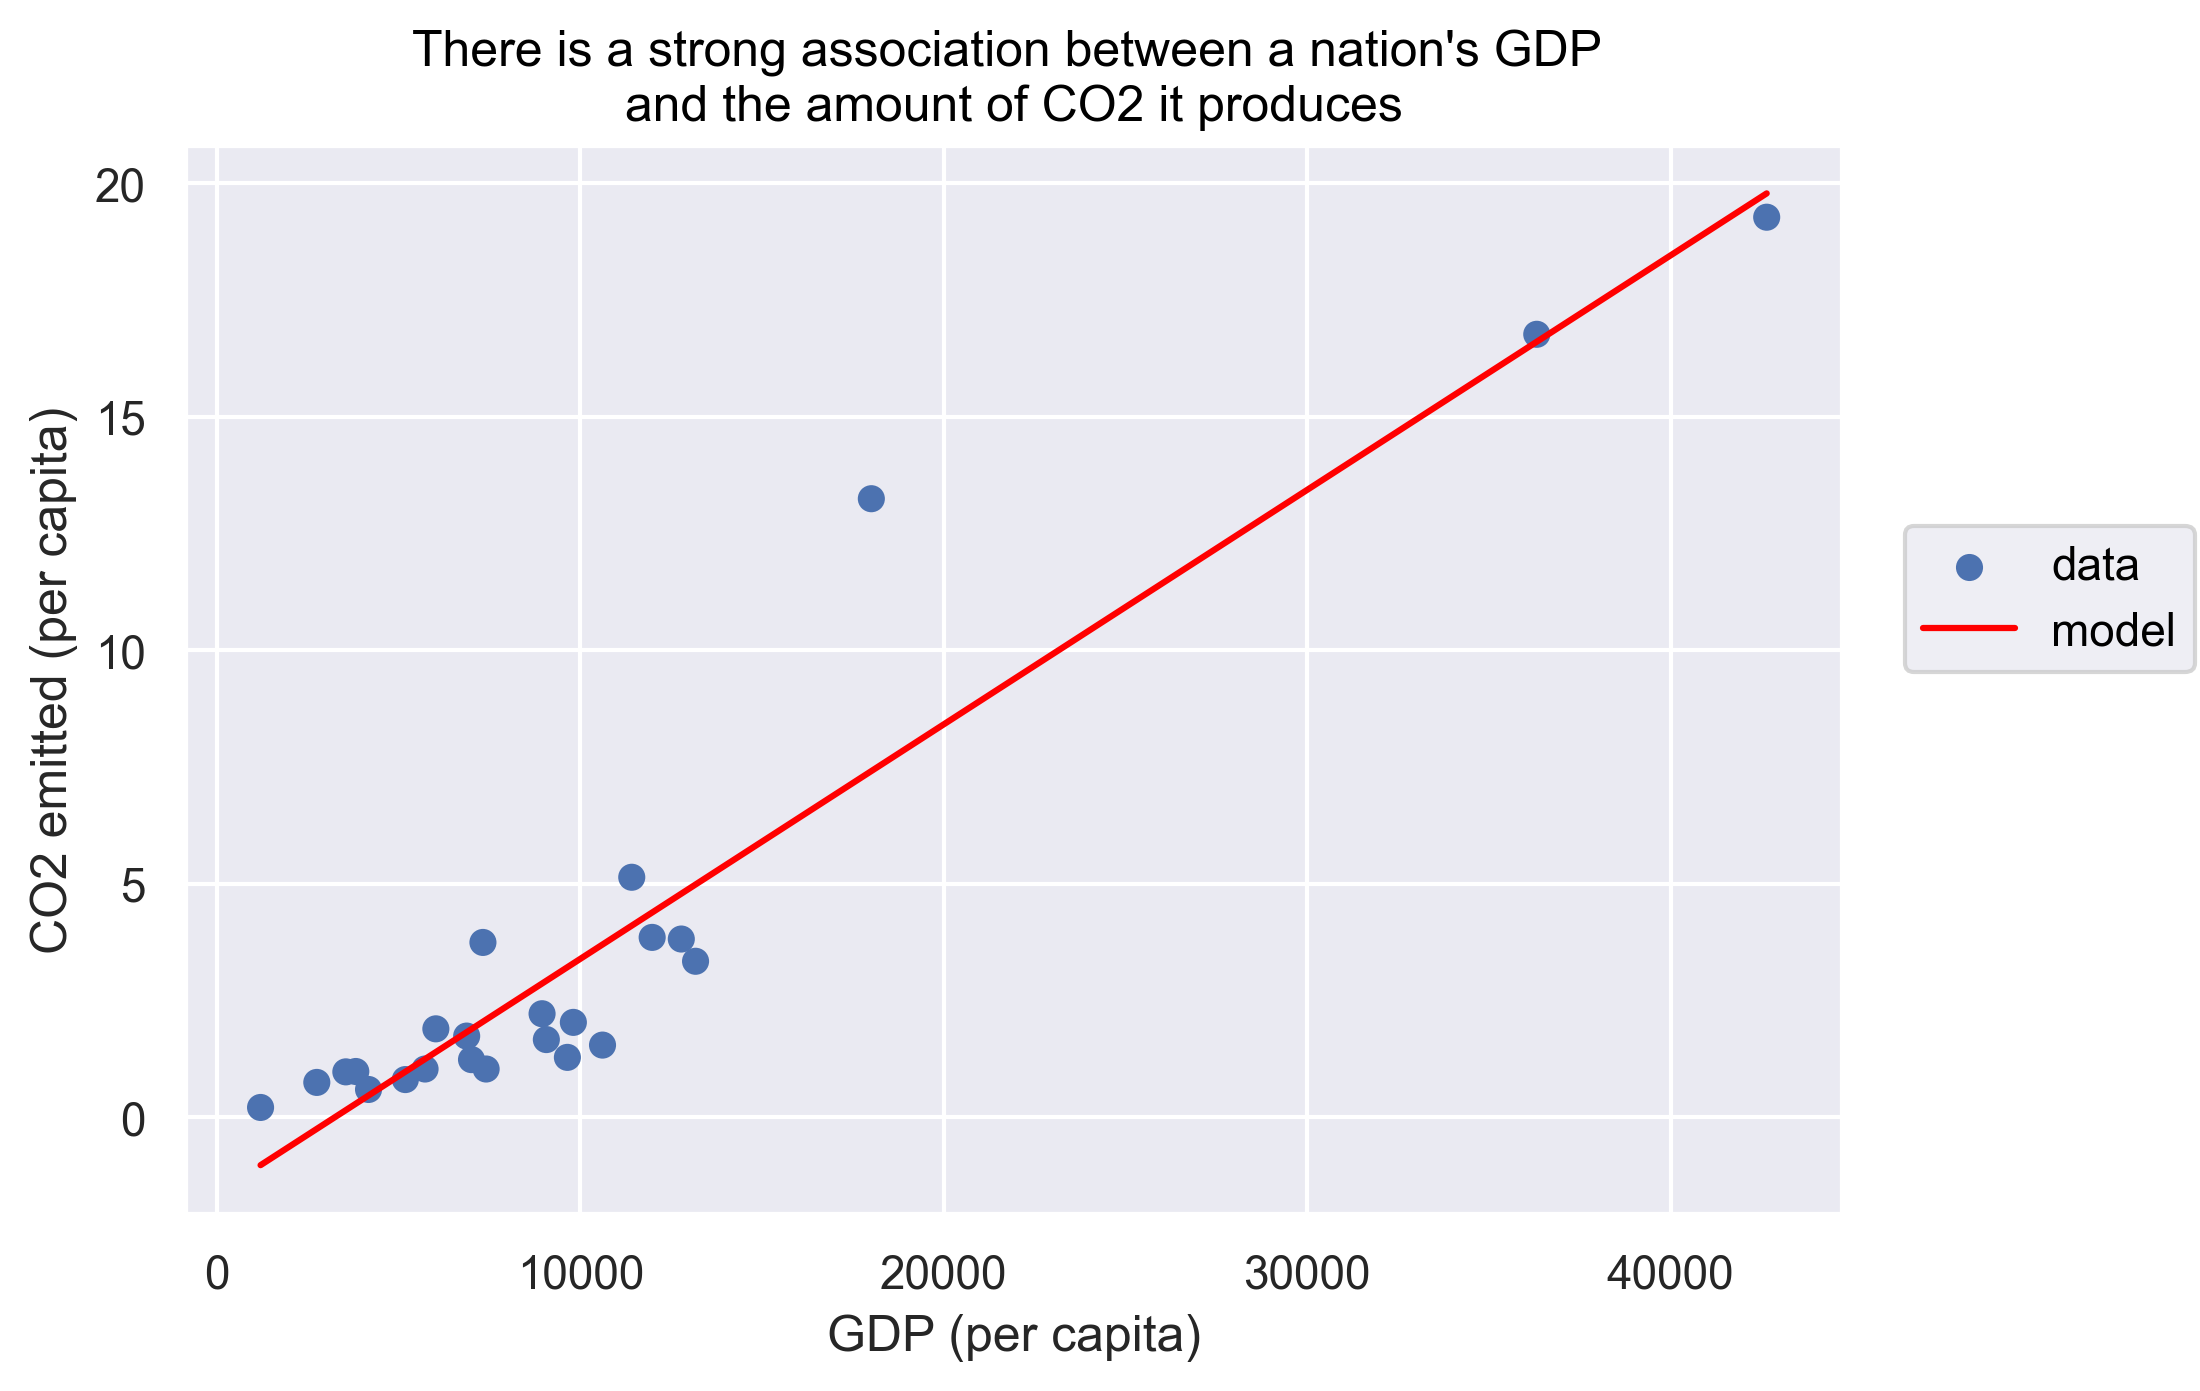 There is a strong association between a nation's GDP
and the amount of CO2 it produces
20
15
10
5
0
CO2 emitted (per capita)
0 10000 20000 30000 40000
GDP (per capita)
data
model